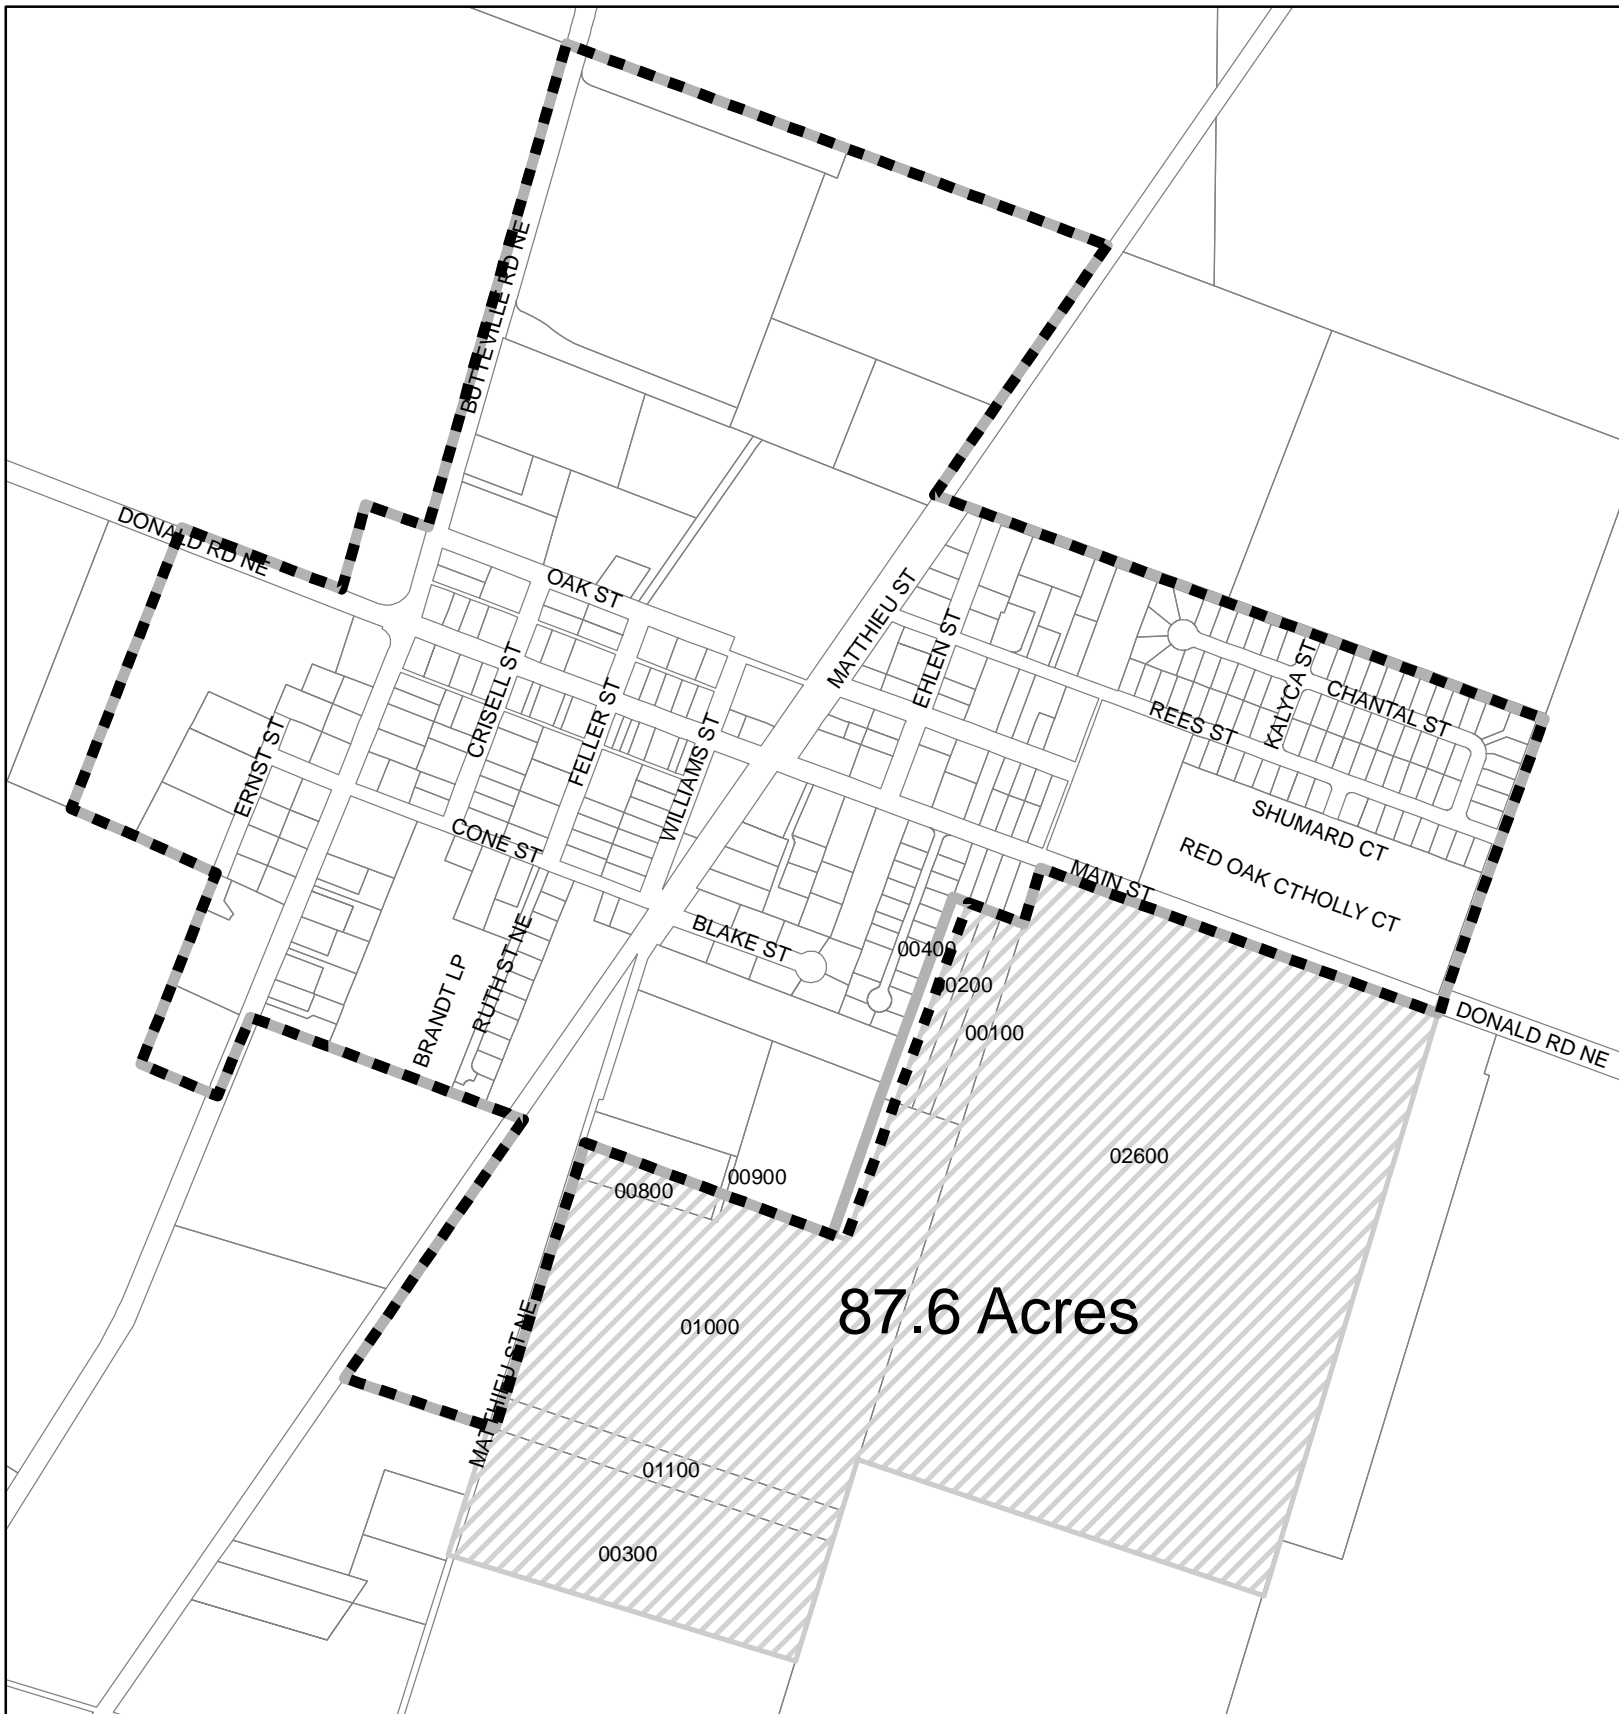 BUTTEVILLE RD NE
DONALD RD NE
OAK ST
MATTHIEU ST
EHLEN ST
CRISELL ST
FELLER ST
WILLIAMS ST
KALYCA ST
CHANTAL ST
REES ST
ERNST ST
CONE ST
SHUMARD CT
RED OAK CT
HOLLY CT
MAIN ST
BLAKE ST
RUTH ST NE
BRANDT LP
00400
00200
00100
DONALD RD NE
02600
00900
00800
87.6 Acres
01000
MATTHIEU ST NE
01100
00300